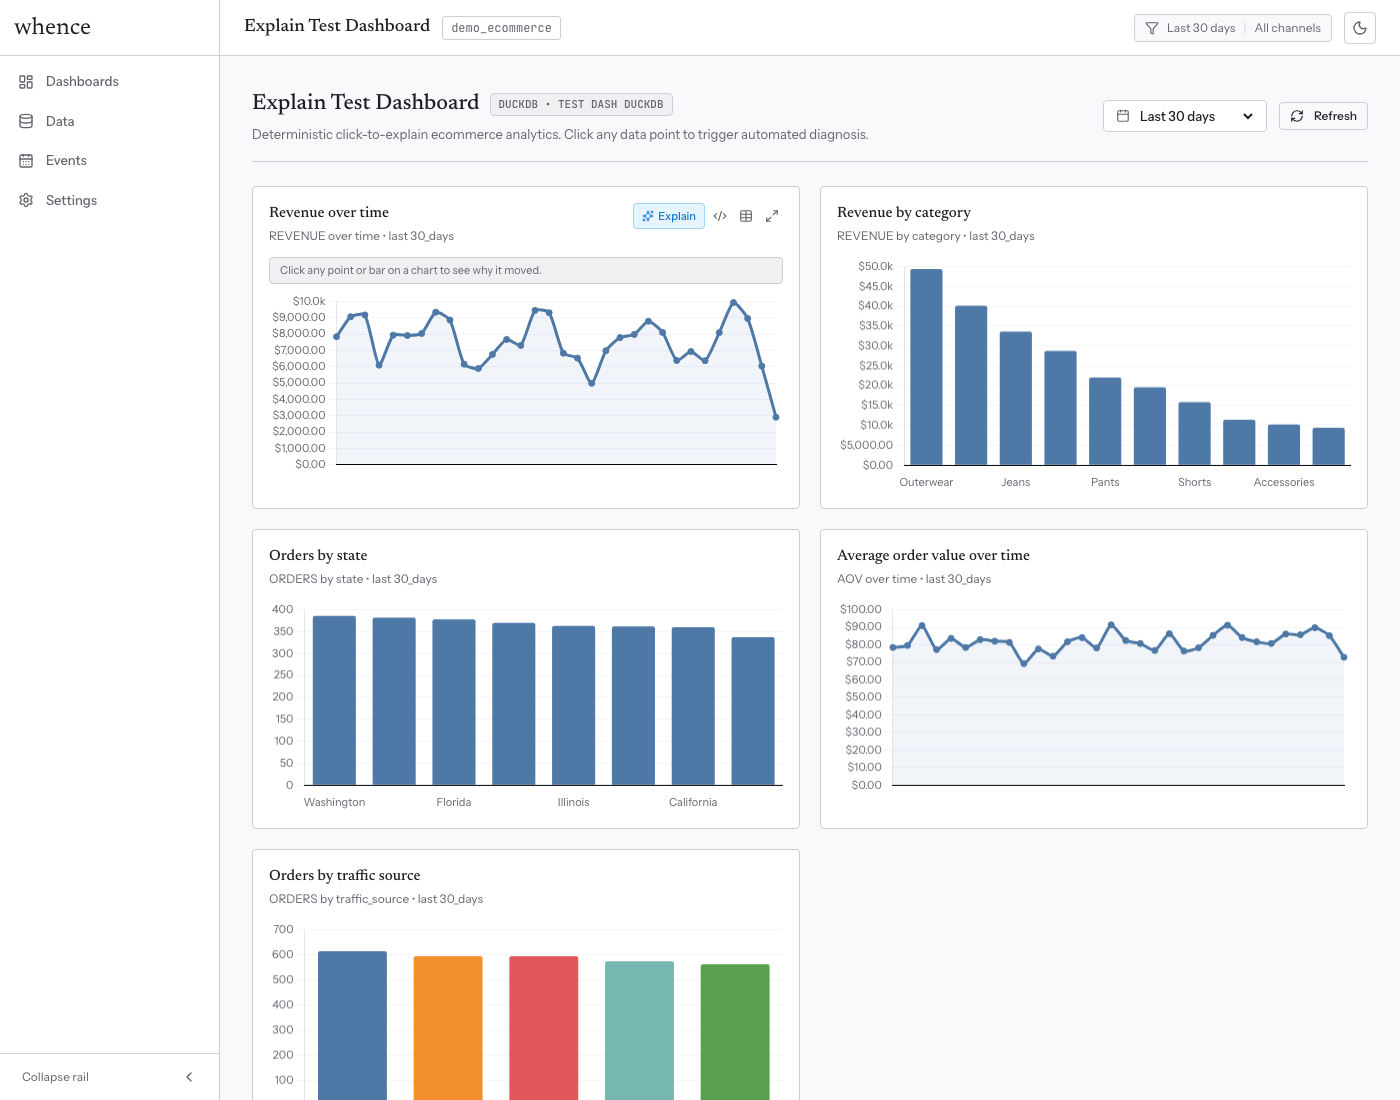 whence
Explain Test Dashboard
demo_ecommerce
Last 30 days
All channels
Dashboards
Data
Events
Settings
Collapse rail
Explain Test Dashboard
DUCKDB • TEST DASH DUCKDB
Deterministic click-to-explain ecommerce analytics. Click any data point to trigger automated diagnosis.
Last 30 days
Refresh
Revenue over time
REVENUE over time • last 30_days
Explain
Click any point or bar on a chart to see why it moved.
$10.0k
$9,000.00
$8,000.00
$7,000.00
$6,000.00
$5,000.00
$4,000.00
$3,000.00
$2,000.00
$1,000.00
$0.00
Revenue by category
REVENUE by category • last 30_days
$50.0k
$45.0k
$40.0k
$35.0k
$30.0k
$25.0k
$20.0k
$15.0k
$10.0k
$5,000.00
$0.00
Outerwear Jeans Pants Shorts Accessories
Orders by state
ORDERS by state • last 30_days
400
350
300
250
200
150
100
50
0
Washington Florida Illinois California
Average order value over time
AOV over time • last 30_days
$100.00
$90.00
$80.00
$70.00
$60.00
$50.00
$40.00
$30.00
$20.00
$10.00
$0.00
Orders by traffic source
ORDERS by traffic_source • last 30_days
700
600
500
400
300
200
100